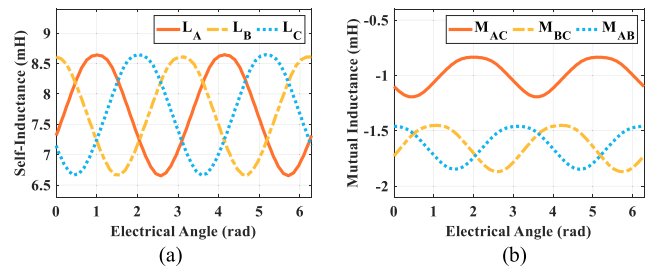 L_A L_B L_C
9
8.5
8
7.5
7
6.5
0 1 2 3 4 5 6
Self-Inductance (mH)
Electrical Angle (rad)
(a)
M_AC M_BC M_AB
-0.5
-1
-1.5
-2
0 1 2 3 4 5 6
Mutual Inductance (mH)
Electrical Angle (rad)
(b)